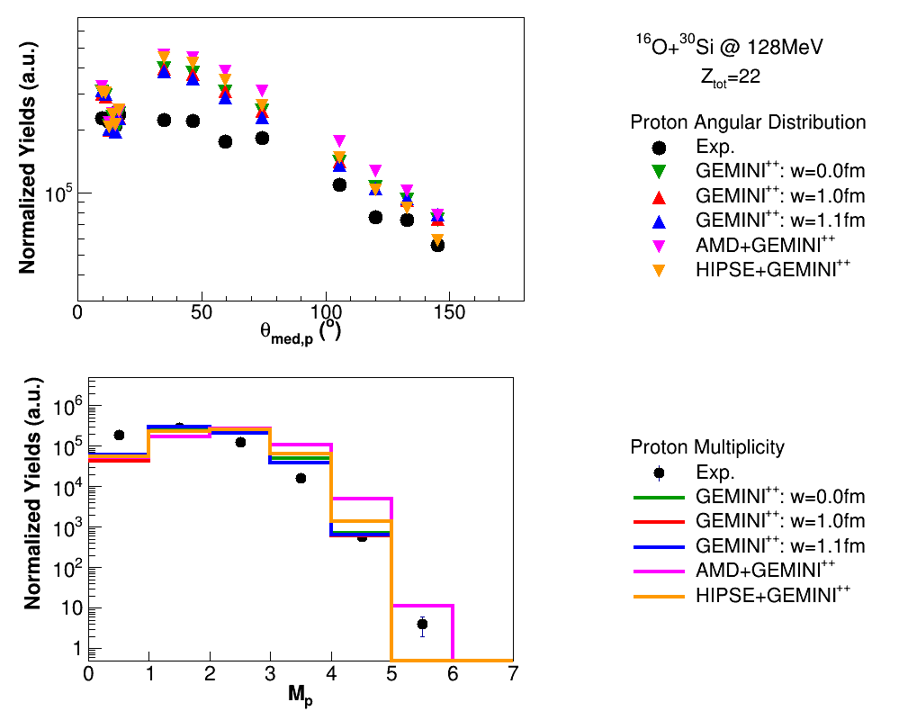 Normalized Yields (a.u.)
10⁵
0 50 100 150
θmed,p (º)
¹⁶O+³⁰Si @ 128MeV
Ztot=22
Proton Angular Distribution
Exp.
GEMINI⁺⁺: w=0.0fm
GEMINI⁺⁺: w=1.0fm
GEMINI⁺⁺: w=1.1fm
AMD+GEMINI⁺⁺
HIPSE+GEMINI⁺⁺
Normalized Yields (a.u.)
10⁶
10⁵
10⁴
10³
10²
10
1
0 1 2 3 4 5 6 7
Mp
Proton Multiplicity
Exp.
GEMINI⁺⁺: w=0.0fm
GEMINI⁺⁺: w=1.0fm
GEMINI⁺⁺: w=1.1fm
AMD+GEMINI⁺⁺
HIPSE+GEMINI⁺⁺